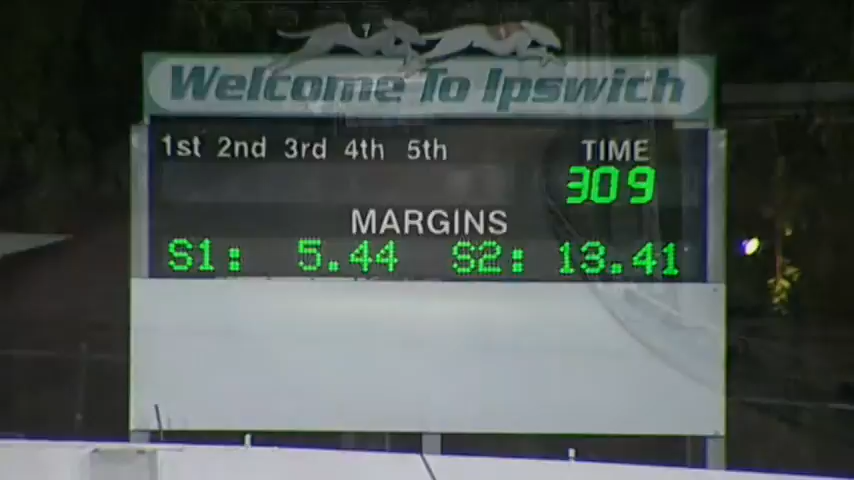 Welcome To Ipswich
1st 2nd 3rd 4th 5th TIME
309
MARGINS
S1: 5.44 S2: 13.41